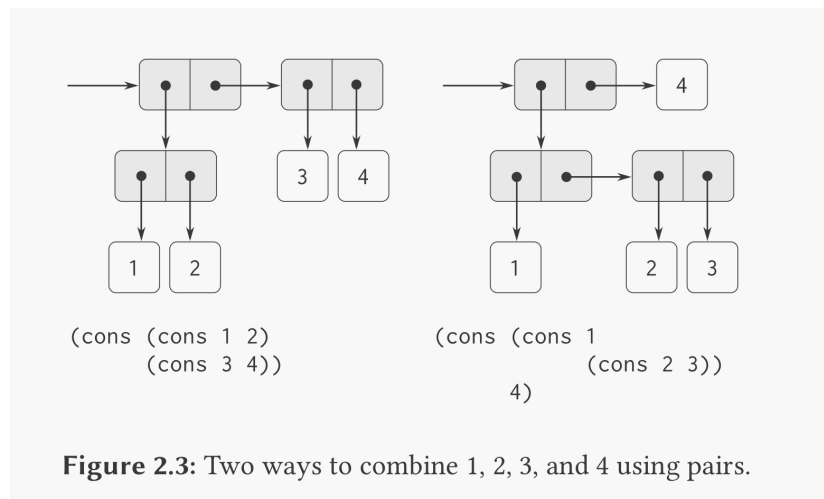 4
3 4
1 2
1
2 3
(cons (cons 1 2)
(cons 3 4))
(cons (cons 1
(cons 2 3))
4)
Figure 2.3: Two ways to combine 1, 2, 3, and 4 using pairs.